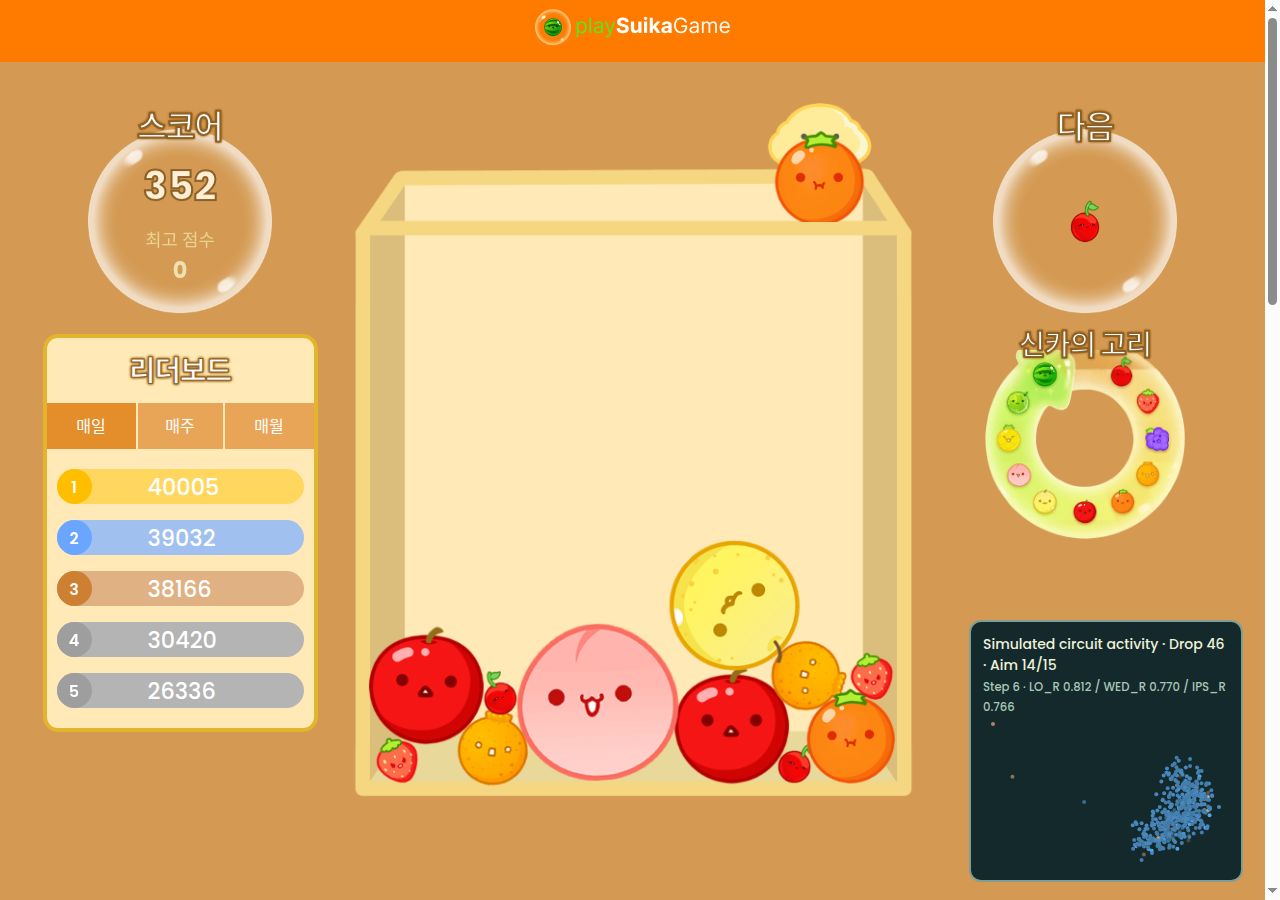 playSuikaGame
스코어
352
최고 점수
0
리더보드
매일
매주
매월
1 40005
2 39032
3 38166
4 30420
5 26336
다음
신카의 고리
Simulated circuit activity · Drop 46
· Aim 14/15
Step 6 · LO_R 0.812 / WED_R 0.770 / IPS_R
0.766